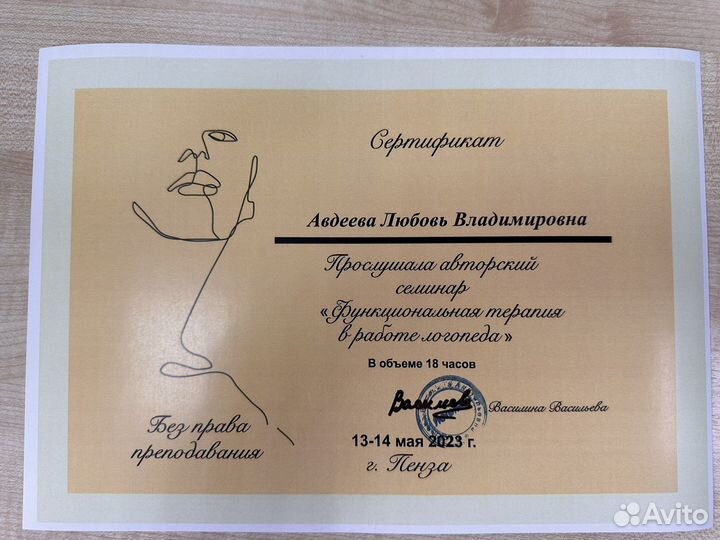 Сертификат
Авдеева Любовь Владимировна
Прослушала авторский
семинар
«Функциональная терапия
в работе логопеда»
В объеме 18 часов
Василина Васильева
Без права
преподавания
13-14 мая 2023 г.
г. Пенза
Avito